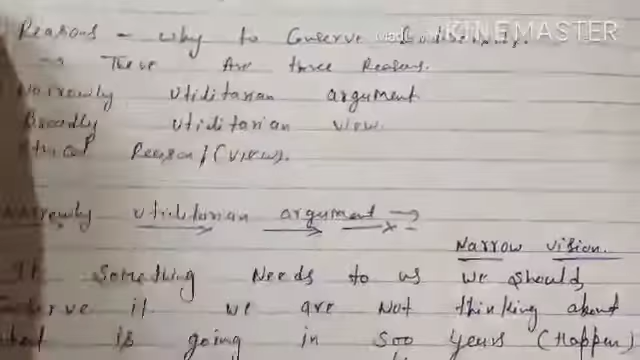 KINEMASTER
Reasons - why to Conserve Biodiversity.
→ There Are three Reasons.
Narrowly utilitarian argument
Broadly utilitarian view
Ethical Reason/(view).
Narrowly utilitarian argument →
Narrow vision.
If Something Needs to us we should
Conserve it. we are not thinking about
what is going in 500 years (Happen)